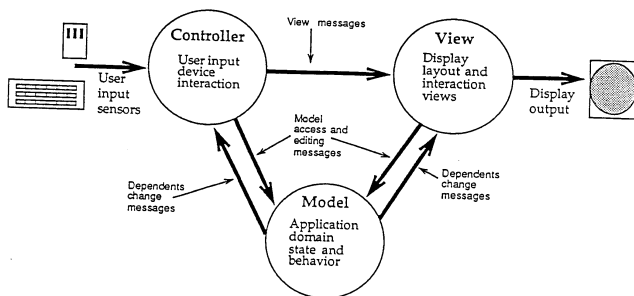 View messages
Controller
User input
device
interaction
View
Display
layout and
interaction
views
User
input
sensors
Display
output
Model
access and
editing
messages
Dependents
change
messages
Dependents
change
messages
Model
Application
domain
state and
behavior